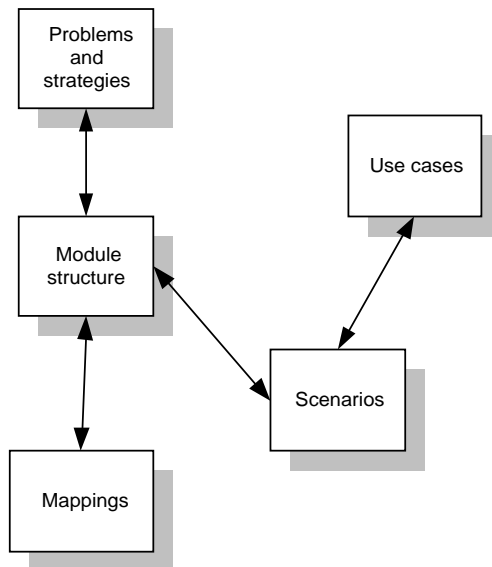 Problems
and
strategies
Use cases
Module
structure
Scenarios
Mappings